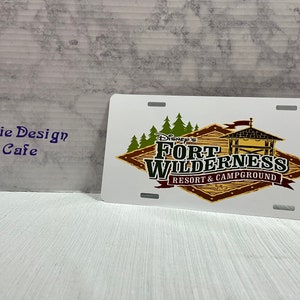 ie Design
Cafe
Disney's
FORT
WILDERNESS
RESORT & CAMPGROUND